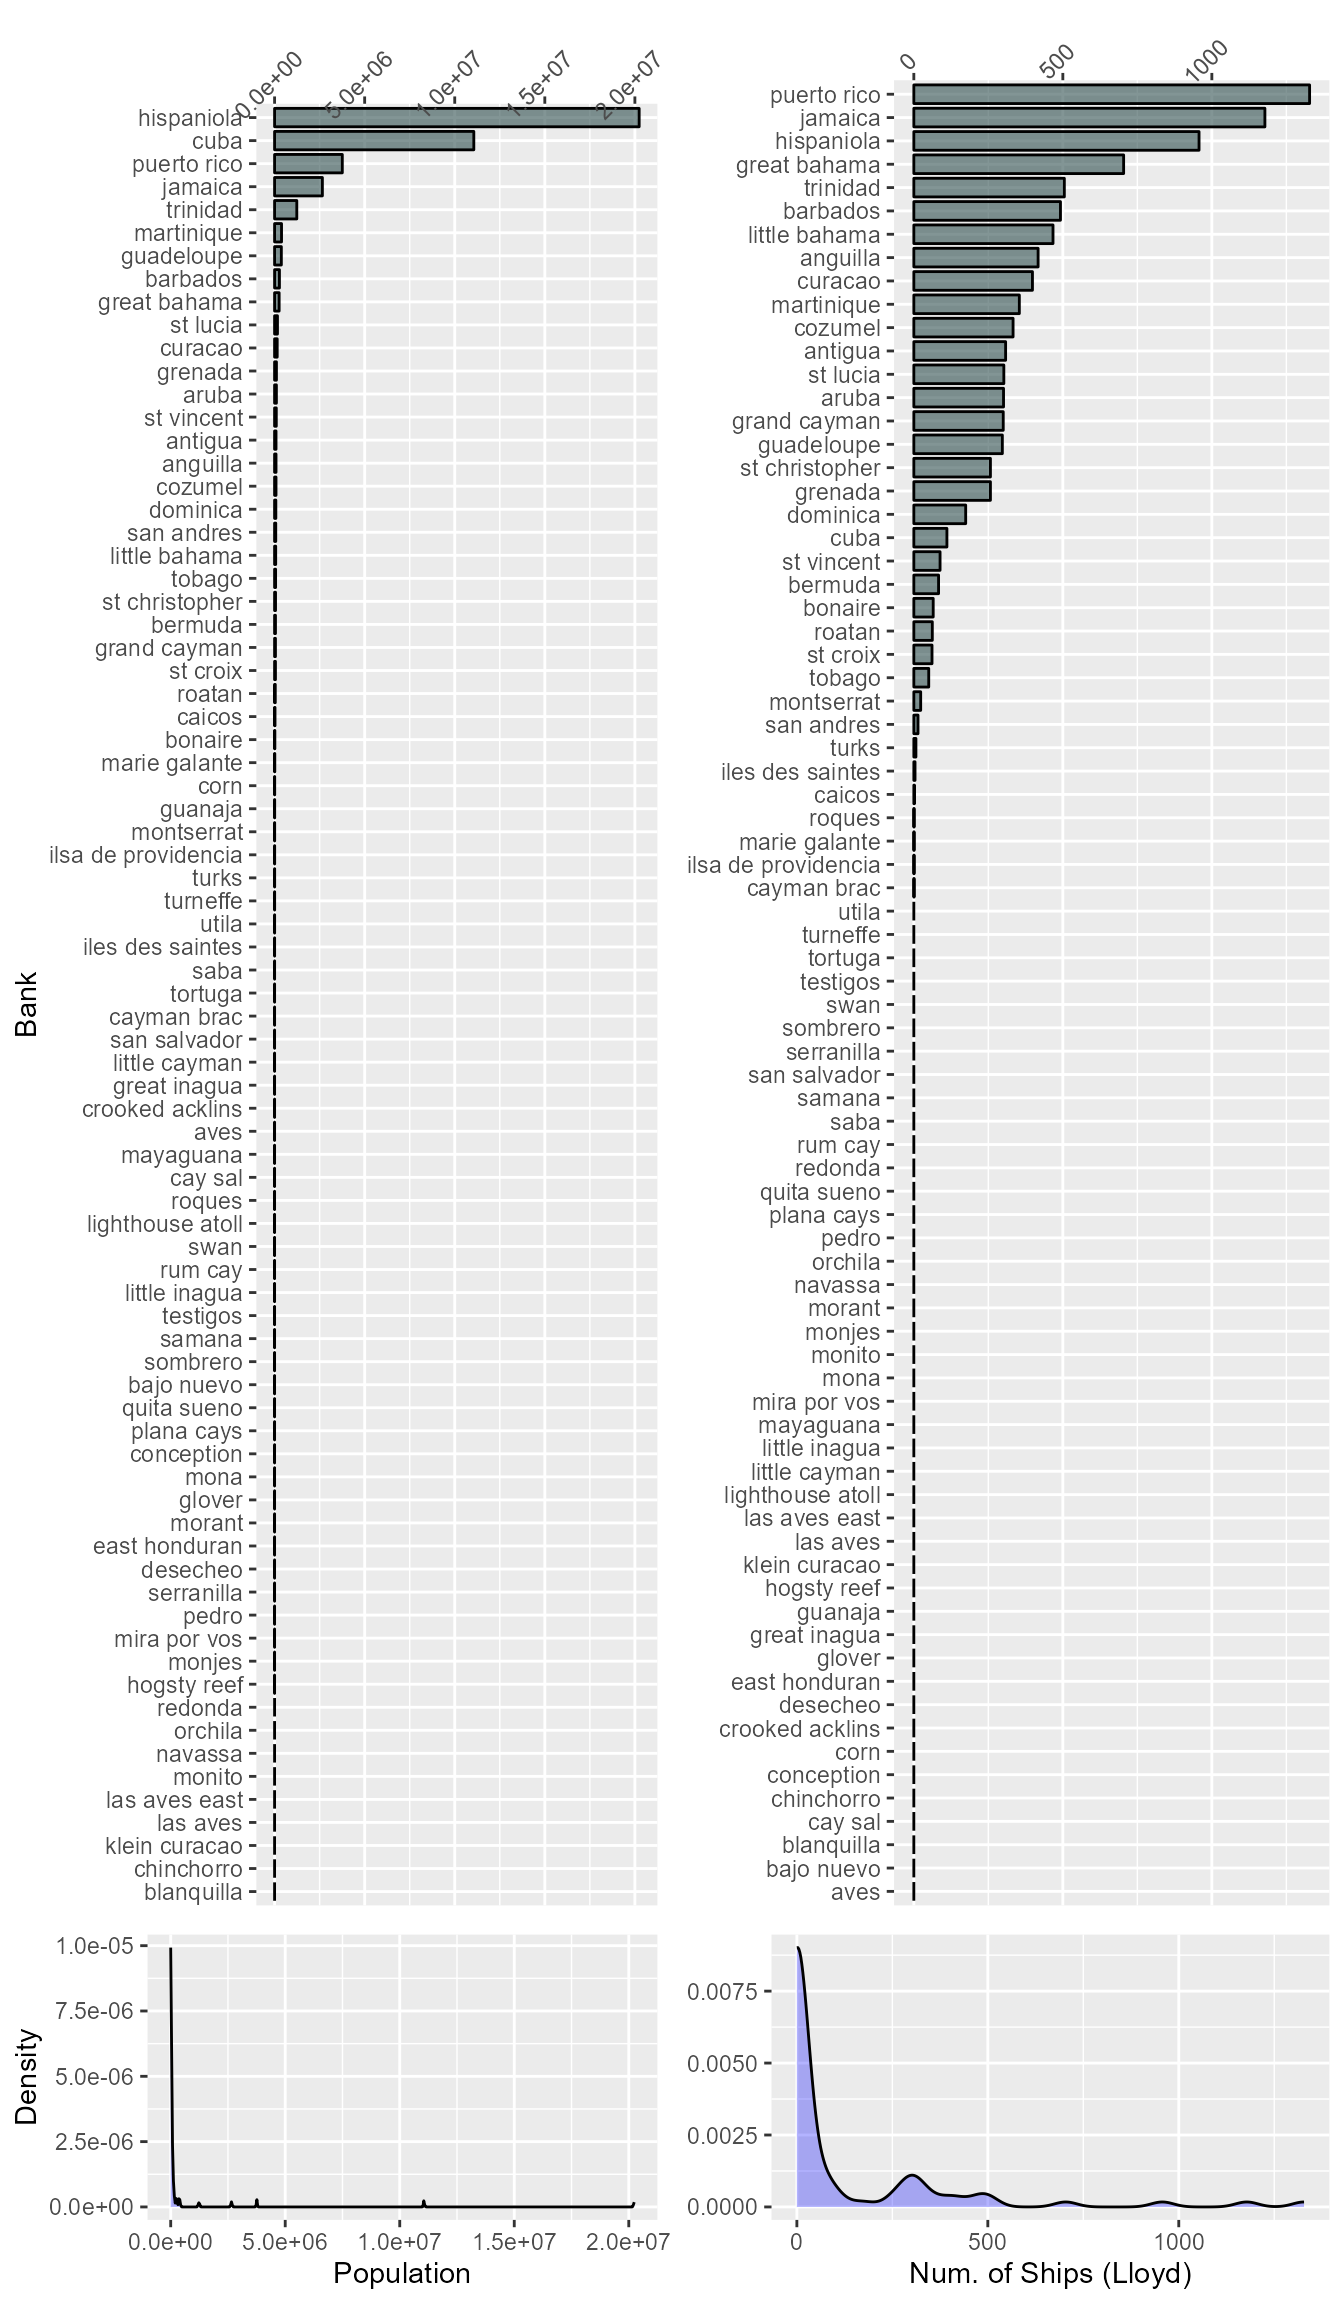 0.0e+00 5.0e+06 1.0e+07 1.5e+07 2.0e+07
hispaniola
cuba
puerto rico
jamaica
trinidad
martinique
guadeloupe
barbados
great bahama
st lucia
curacao
grenada
aruba
st vincent
antigua
anguilla
cozumel
dominica
san andres
little bahama
tobago
st christopher
bermuda
grand cayman
st croix
roatan
caicos
bonaire
marie galante
corn
guanaja
montserrat
ilsa de providencia
turks
turneffe
utila
iles des saintes
saba
tortuga
cayman brac
san salvador
little cayman
great inagua
crooked acklins
aves
mayaguana
cay sal
roques
lighthouse atoll
swan
rum cay
little inagua
testigos
samana
sombrero
bajo nuevo
quita sueno
plana cays
conception
mona
glover
morant
east honduran
desecheo
serranilla
pedro
mira por vos
monjes
hogsty reef
redonda
orchila
navassa
monito
las aves east
las aves
klein curacao
chinchorro
blanquilla
Bank
0 500 1000
puerto rico
jamaica
hispaniola
great bahama
trinidad
barbados
little bahama
anguilla
curacao
martinique
cozumel
antigua
st lucia
aruba
grand cayman
guadeloupe
st christopher
grenada
dominica
cuba
st vincent
bermuda
bonaire
roatan
st croix
tobago
montserrat
san andres
turks
iles des saintes
caicos
roques
marie galante
ilsa de providencia
cayman brac
utila
turneffe
tortuga
testigos
swan
sombrero
serranilla
san salvador
samana
saba
rum cay
redonda
quita sueno
plana cays
pedro
orchila
navassa
morant
monjes
monito
mona
mira por vos
mayaguana
little inagua
little cayman
lighthouse atoll
las aves east
las aves
klein curacao
hogsty reef
guanaja
great inagua
glover
east honduran
desecheo
crooked acklins
corn
conception
chinchorro
cay sal
blanquilla
bajo nuevo
aves
1.0e-05
7.5e-06
5.0e-06
2.5e-06
0.0e+00
Density
0.0e+00 5.0e+06 1.0e+07 1.5e+07 2.0e+07
Population
0.0075
0.0050
0.0025
0.0000
0 500 1000
Num. of Ships (Lloyd)